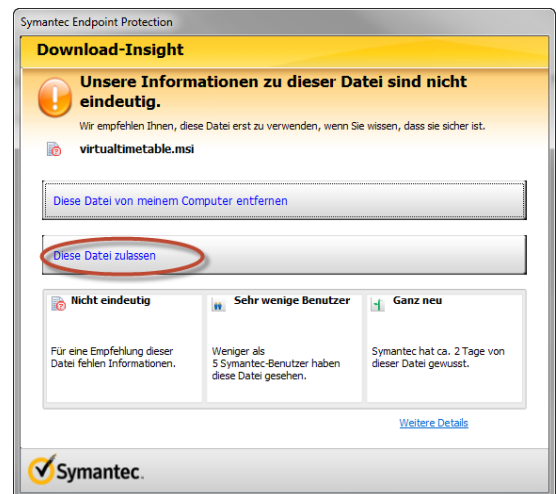 Symantec Endpoint Protection
Download-Insight
Unsere Informationen zu dieser Datei sind nicht
eindeutig.
Wir empfehlen Ihnen, diese Datei erst zu verwenden, wenn Sie wissen, dass sie sicher ist.
virtualtimetable.msi
Diese Datei von meinem Computer entfernen
Diese Datei zulassen
Nicht eindeutig
Für eine Empfehlung dieser
Datei fehlen Informationen.
Sehr wenige Benutzer
Weniger als
5 Symantec-Benutzer haben
diese Datei gesehen.
Ganz neu
Symantec hat ca. 2 Tage von
dieser Datei gewusst.
Weitere Details
Symantec.